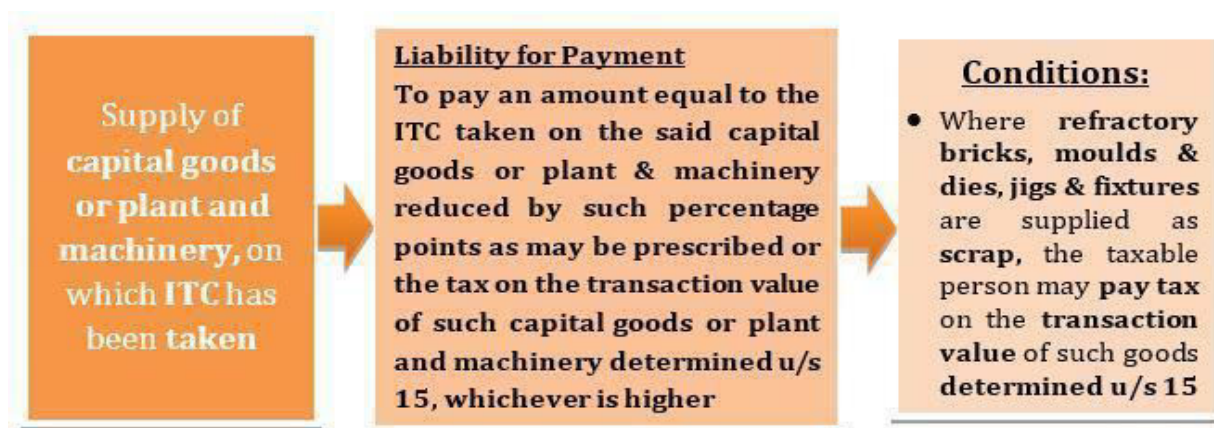 Supply of
capital goods
or plant and
machinery, on
which ITC has
been taken
Liability for Payment
To pay an amount equal to the
ITC taken on the said capital
goods or plant & machinery
reduced by such percentage
points as may be prescribed or
the tax on the transaction value
of such capital goods or plant
and machinery determined u/s
15, whichever is higher
Conditions:
• Where refractory
bricks, moulds &
dies, jigs & fixtures
are supplied as
scrap, the taxable
person may pay tax
on the transaction
value of such goods
determined u/s 15